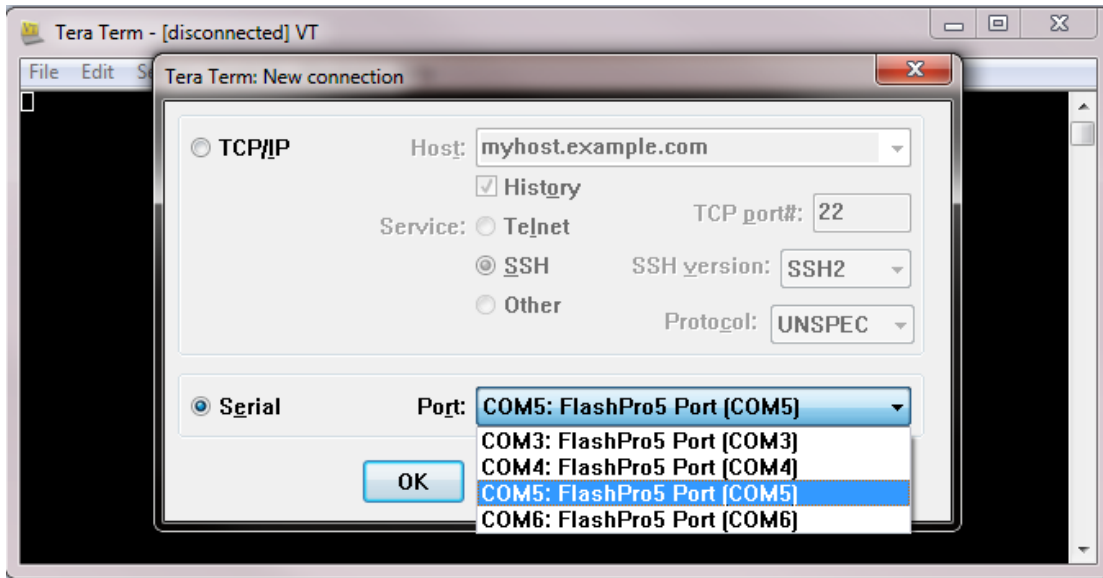 Tera Term - [disconnected] VT
File Edit Se
Tera Term: New connection
TCP/IP
Host: myhost.example.com
History
Service: Telnet
TCP port#: 22
SSH
SSH version: SSH2
Other
Protocol: UNSPEC
Serial
Port: COM5: FlashPro5 Port (COM5)
COM3: FlashPro5 Port (COM3)
COM4: FlashPro5 Port (COM4)
OK
COM5: FlashPro5 Port (COM5)
COM6: FlashPro5 Port (COM6)